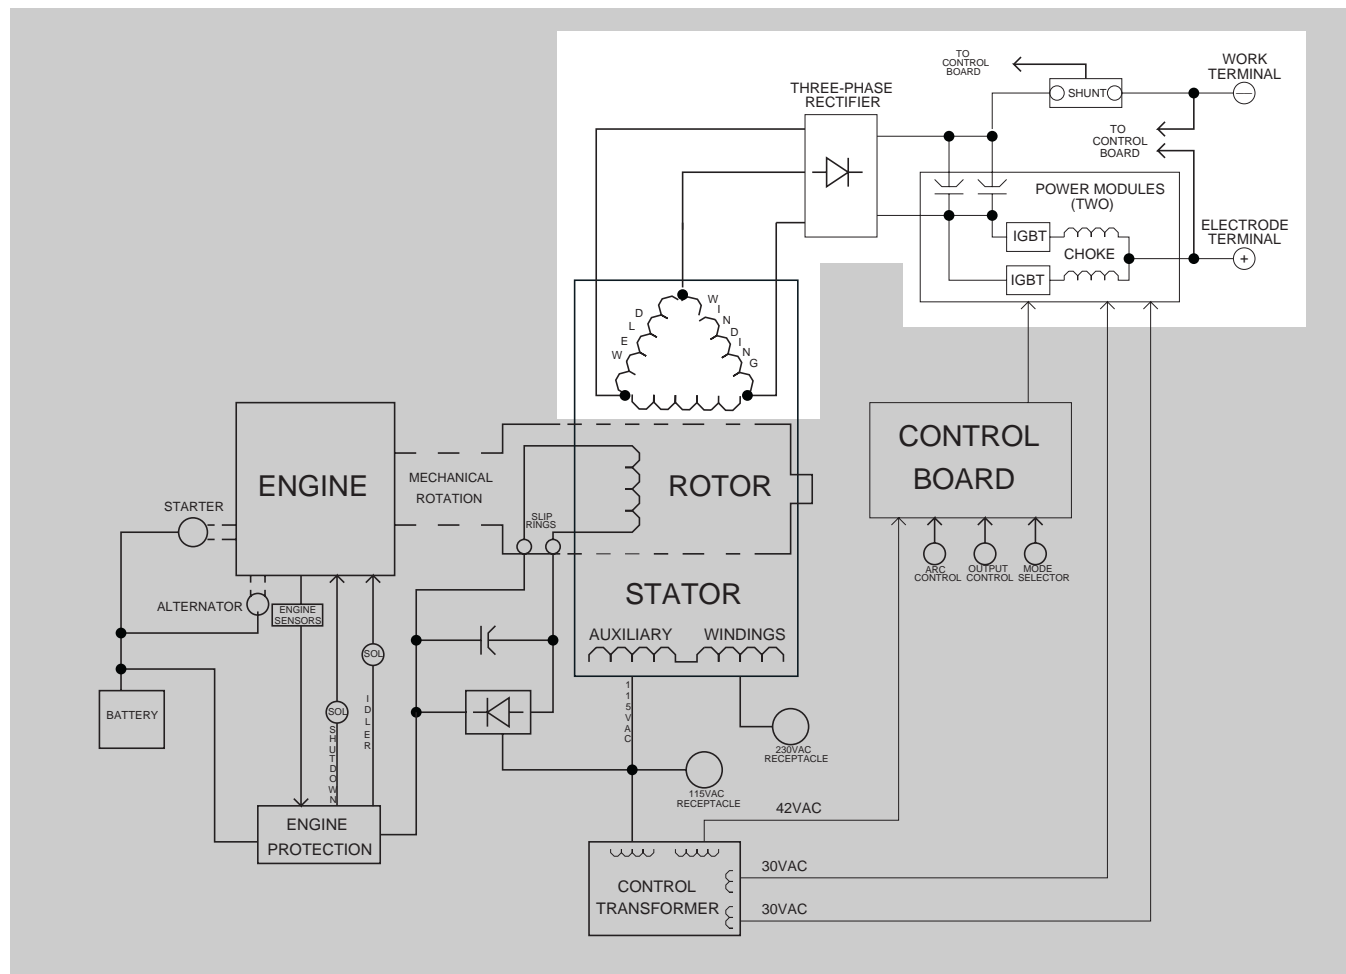 TO
CONTROL
BOARD
WORK
TERMINAL
THREE-PHASE
RECTIFIER
SHUNT
TO
CONTROL
BOARD
POWER MODULES
(TWO)
ELECTRODE
TERMINAL
IGBT
CHOKE
IGBT
WELD WINDING
ENGINE
MECHANICAL
ROTATION
ROTOR
CONTROL
BOARD
STARTER
SLIP
RINGS
ARC
CONTROL
OUTPUT
CONTROL
MODE
SELECTOR
ALTERNATOR
ENGINE
SENSORS
STATOR
AUXILIARY WINDINGS
SOL
SOL
IDLER
SHUTDOWN
115VAC
BATTERY
230VAC
RECEPTACLE
115VAC
RECEPTACLE
42VAC
ENGINE
PROTECTION
30VAC
CONTROL
TRANSFORMER
30VAC